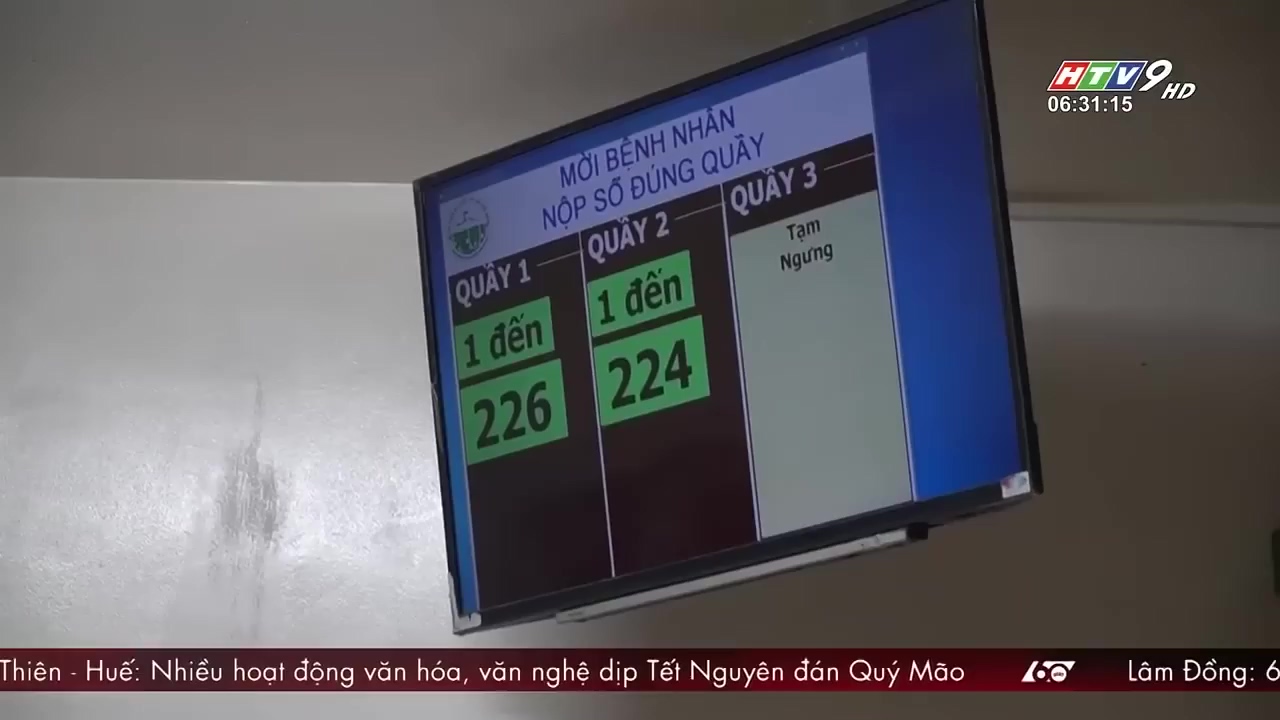 HTV9 HD
06:31:15
MỜI BỆNH NHÂN
NỘP SỐ ĐÚNG QUẦY
QUẦY 1
1 đến
226
QUẦY 2
1 đến
224
QUẦY 3
Tạm
Ngưng
Thiên - Huế: Nhiều hoạt động văn hóa, văn nghệ dịp Tết Nguyên đán Quý Mão
60
Lâm Đồng: 6